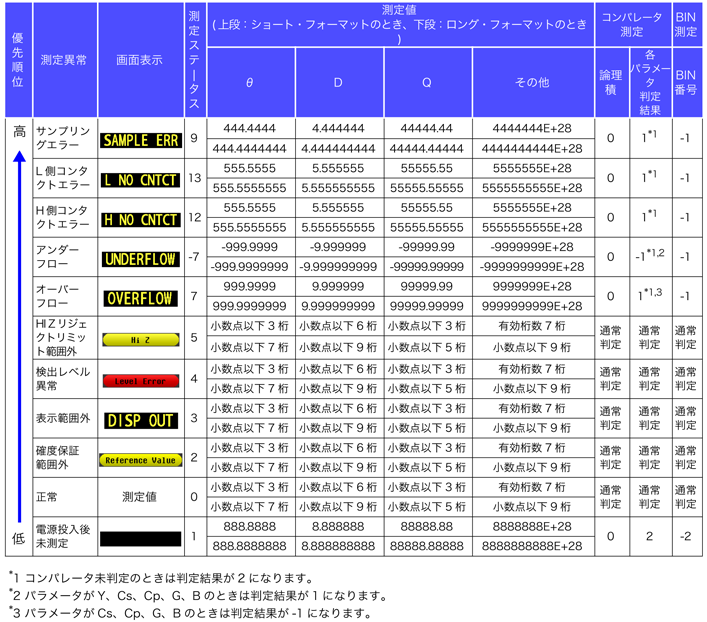 優先順位
測定異常
画面表示
測定ステータス
測定値
(上段：ショート・フォーマットのとき、下段：ロング・フォーマットのとき
)
コンパレータ
測定
BIN
測定
θ
D
Q
その他
論理
積
各
パラメータ
判定
結果
BIN
番号
高
サンプリン
グエラー
SAMPLE ERR
9
444.4444 4.444444 44444.44 4444444E+28
444.4444444 4.444444444 44444.44444 4444444444E+28
0 1*1 -1
L 側コンタ
クトエラー
L NO CNTCT
13
555.5555 5.555555 55555.55 5555555E+28
555.5555555 5.555555555 55555.55555 5555555555E+28
0 1*1 -1
H 側コンタ
クトエラー
H NO CNTCT
12
555.5555 5.555555 55555.55 5555555E+28
555.5555555 5.555555555 55555.55555 5555555555E+28
0 1*1 -1
アンダー
フロー
UNDERFLOW
-7
-999.9999 -9.999999 -99999.99 -9999999E+28
-999.9999999 -9.999999999 -99999.99999 -9999999999E+28
0 -1*1,2 -1
オーバー
フロー
OVERFLOW
7
999.9999 9.999999 99999.99 9999999E+28
999.9999999 9.999999999 99999.99999 9999999999E+28
0 1*1,3 -1
HI Z リジェ
クトリミッ
ト範囲外
Hi Z
5
小数点以下 3 桁 小数点以下 6 桁 小数点以下 3 桁 有効桁数 7 桁
小数点以下 7 桁 小数点以下 9 桁 小数点以下 5 桁 小数点以下 9 桁
通常 通常 通常
判定 判定 判定
検出レベル
異常
Level Error
4
小数点以下 3 桁 小数点以下 6 桁 小数点以下 3 桁 有効桁数 7 桁
小数点以下 7 桁 小数点以下 9 桁 小数点以下 5 桁 小数点以下 9 桁
通常 通常 通常
判定 判定 判定
表示範囲外
DISP OUT
3
小数点以下 3 桁 小数点以下 6 桁 小数点以下 3 桁 有効桁数 7 桁
小数点以下 7 桁 小数点以下 9 桁 小数点以下 5 桁 小数点以下 9 桁
通常 通常 通常
判定 判定 判定
確度保証
範囲外
Reference Value
2
小数点以下 3 桁 小数点以下 6 桁 小数点以下 3 桁 有効桁数 7 桁
小数点以下 7 桁 小数点以下 9 桁 小数点以下 5 桁 小数点以下 9 桁
通常 通常 通常
判定 判定 判定
正常
測定値
0
小数点以下 3 桁 小数点以下 6 桁 小数点以下 3 桁 有効桁数 7 桁
小数点以下 7 桁 小数点以下 9 桁 小数点以下 5 桁 小数点以下 9 桁
通常 通常 通常
判定 判定 判定
低
電源投入後
未測定
1
888.8888 8.888888 88888.88 8888888E+28
888.8888888 8.888888888 88888.88888 8888888888E+28
0 2 -2
*1 コンパレータ未判定のときは判定結果が 2 になります。
*2 パラメータが Y、Cs、Cp、G、B のときは判定結果が 1 になります。
*3 パラメータが Cs、Cp、G、B のときは判定結果が -1 になります。